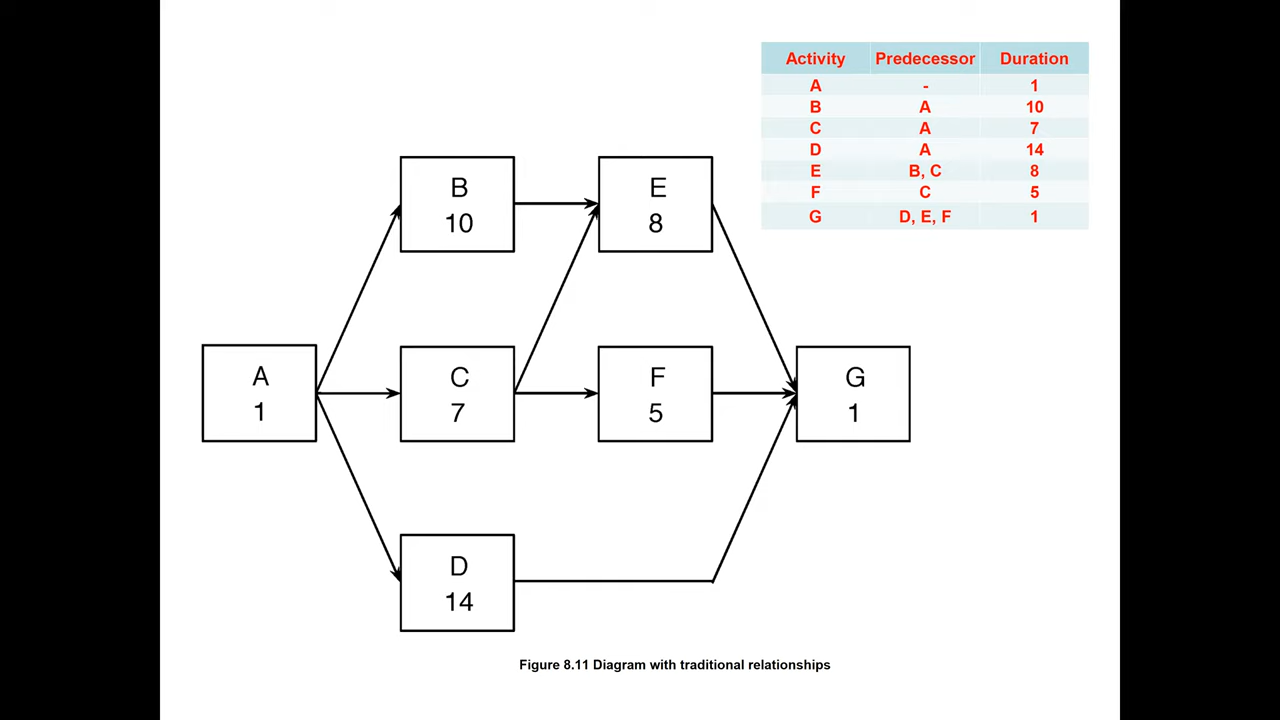 Activity Predecessor Duration
A - 1
B A 10
C A 7
D A 14
E B, C 8
F C 5
G D, E, F 1
B
10
E
8
A
1
C
7
F
5
G
1
D
14
Figure 8.11 Diagram with traditional relationships